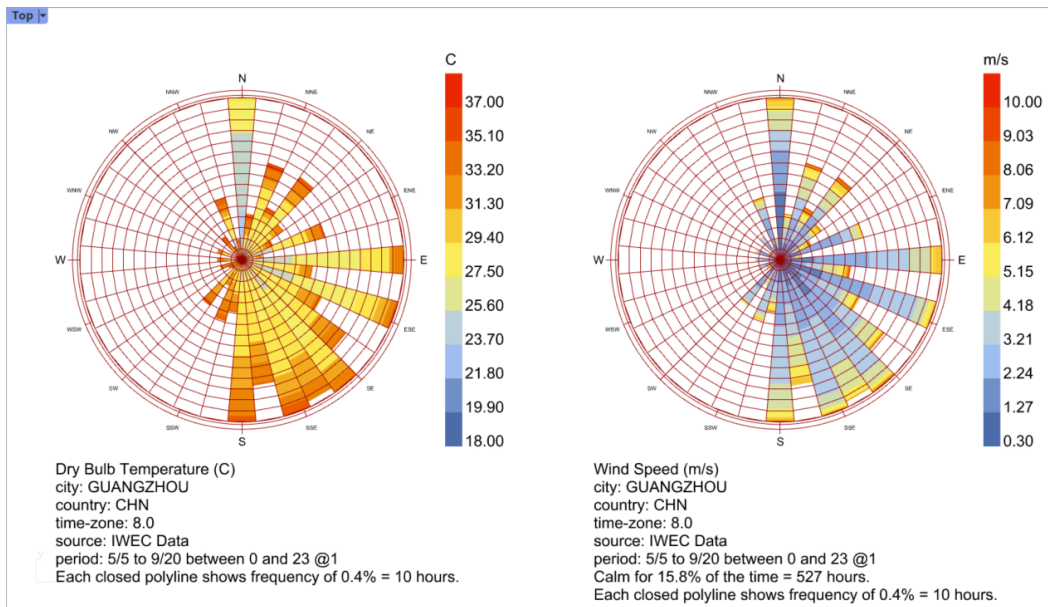 Top
C
N
NNE
NE
ENE
E
ESE
SE
SSE
S
SSW
SW
WSW
W
WNW
NW
NNW
37.00
35.10
33.20
31.30
29.40
27.50
25.60
23.70
21.80
19.90
18.00
Dry Bulb Temperature (C)
city: GUANGZHOU
country: CHN
time-zone: 8.0
source: IWEC Data
period: 5/5 to 9/20 between 0 and 23 @1
Each closed polyline shows frequency of 0.4% = 10 hours.
y
m/s
N
NNE
NE
ENE
E
ESE
SE
SSE
S
SSW
SW
WSW
W
WNW
NW
NNW
10.00
9.03
8.06
7.09
6.12
5.15
4.18
3.21
2.24
1.27
0.30
Wind Speed (m/s)
city: GUANGZHOU
country: CHN
time-zone: 8.0
source: IWEC Data
period: 5/5 to 9/20 between 0 and 23 @1
Calm for 15.8% of the time = 527 hours.
Each closed polyline shows frequency of 0.4% = 10 hours.